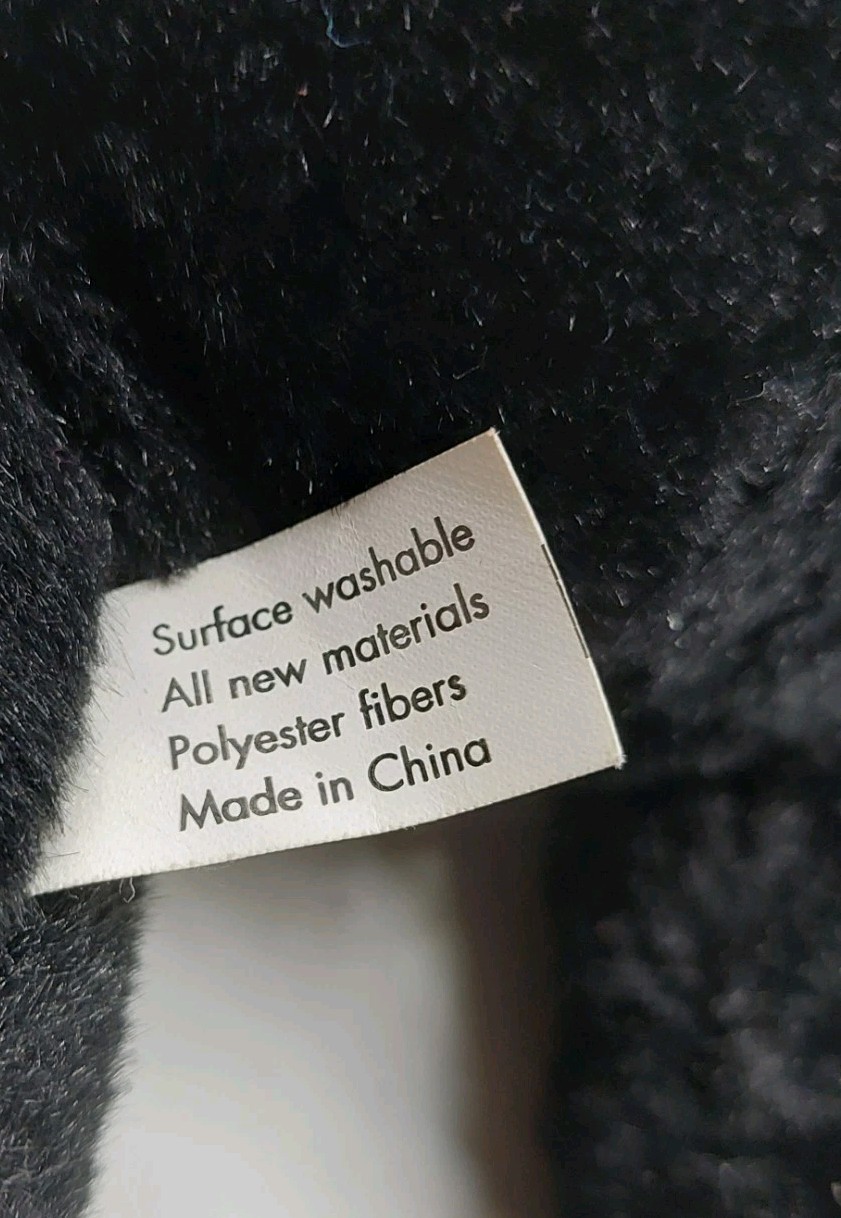 Surface washable
All new materials
Polyester fibers
Made in China